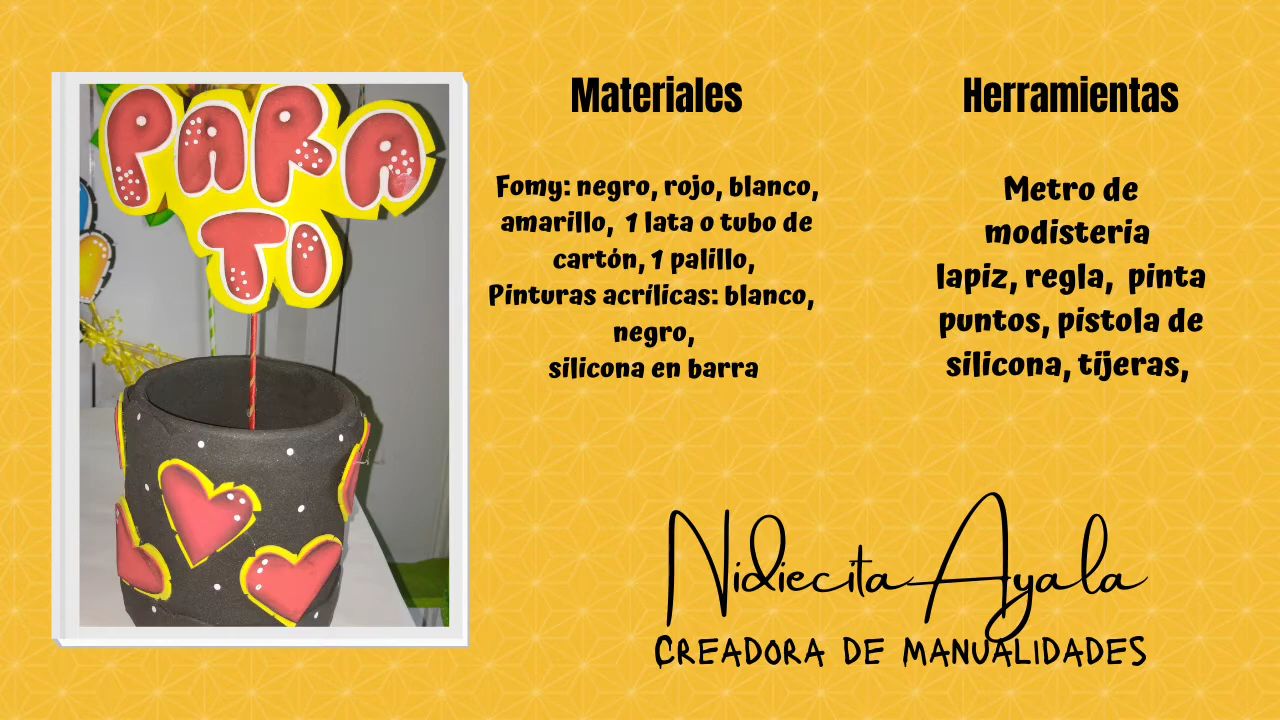 PARA
TI
Materiales
Fomy: negro, rojo, blanco,
amarillo, 1 lata o tubo de
cartón, 1 palillo,
Pinturas acrílicas: blanco,
negro,
silicona en barra
Herramientas
Metro de
modisteria
lapiz, regla, pinta
puntos, pistola de
silicona, tijeras,
Nidiecita Ayala
CREADORA DE MANUALIDADES